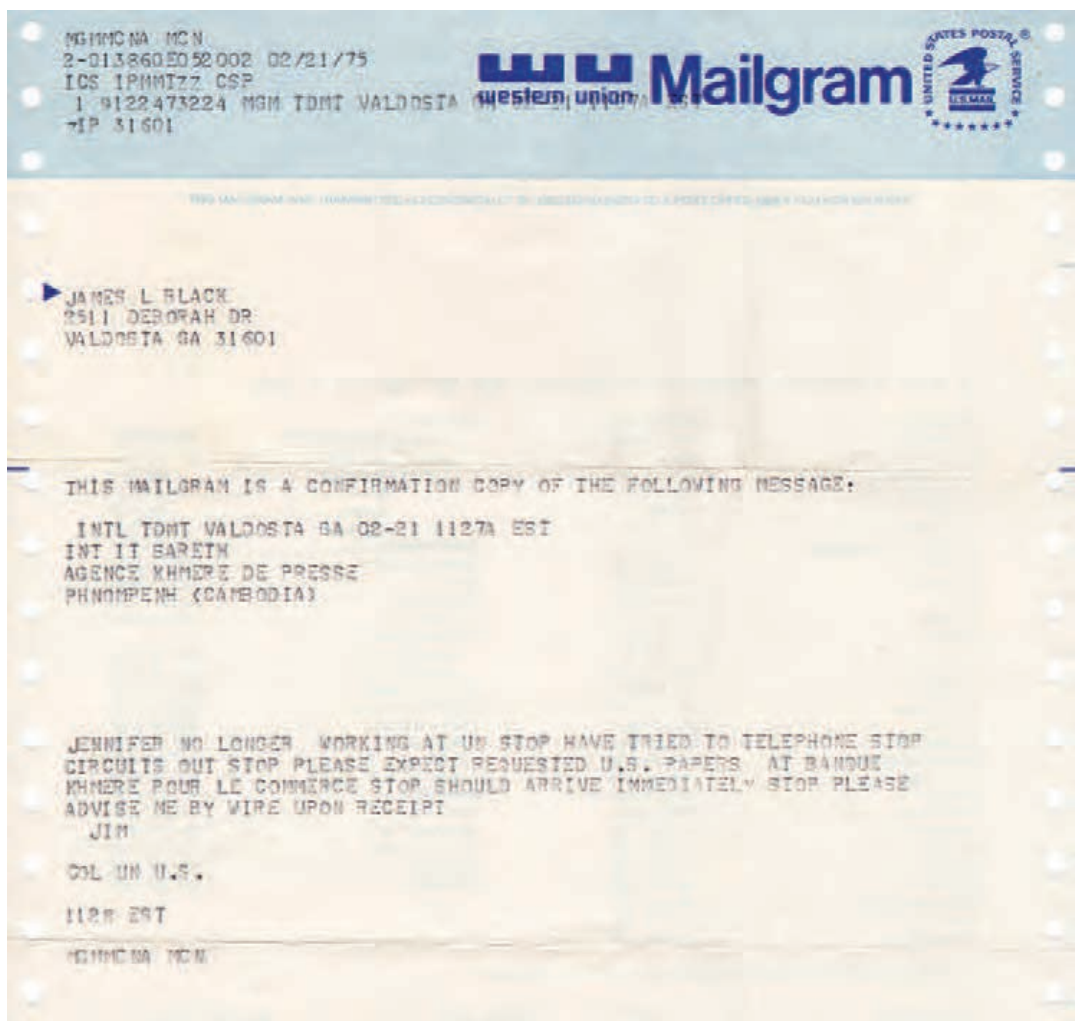 MGMMCNA MCN
2-013860E052002 02/21/75
ICS IPMMTZZ CSP
1 9122473224 MGM TDMT VALDOSTA
ZIP 31601
western union Mailgram
UNITED STATES POSTAL SERVICE
U.S.MAIL
®
JAMES L BLACK
2511 DEBORAH DR
VALDOSTA GA 31601
THIS MAILGRAM IS A CONFIRMATION COPY OF THE FOLLOWING MESSAGE:
INTL TDMT VALDOSTA GA 02-21 1127A EST
INT IT SARETH
AGENCE KHMERE DE PRESSE
PHNOMPENH (CAMBODIA)
JENNIFER NO LONGER WORKING AT UN STOP HAVE TRIED TO TELEPHONE STOP
CIRCUITS OUT STOP PLEASE EXPECT REQUESTED U.S. PAPERS AT BANQUE
KHMERE POUR LE COMMERCE STOP SHOULD ARRIVE IMMEDIATELY STOP PLEASE
ADVISE ME BY WIRE UPON RECEIPT
JIM
COL UN U.S.
1128 EST
MGMMCNA MCN